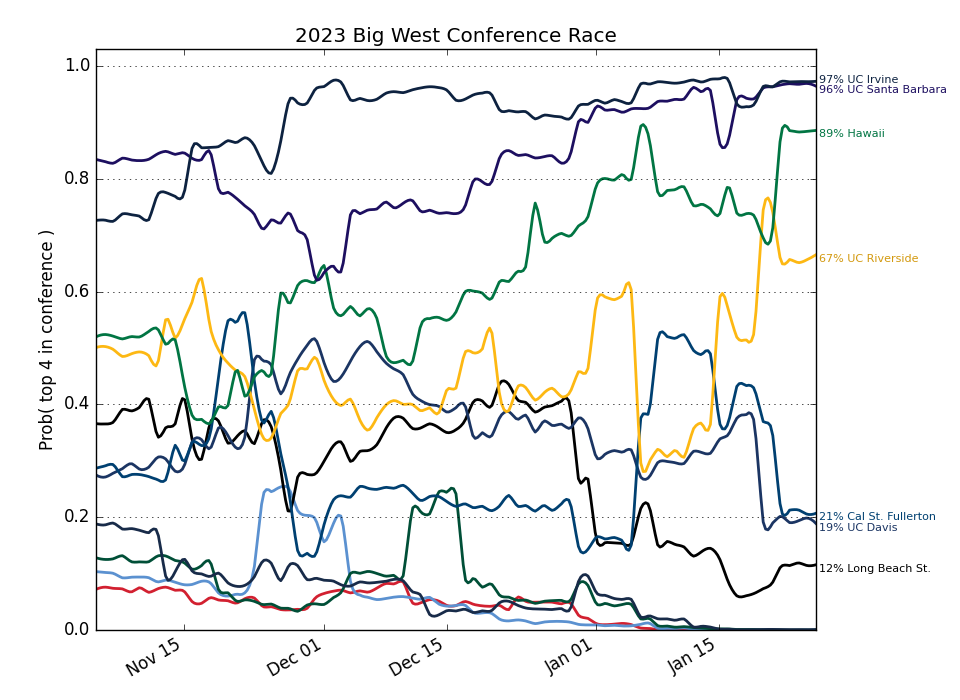 2023 Big West Conference Race
Prob( top 4 in conference )
1.0
0.8
0.6
0.4
0.2
0.0
Nov 15
Dec 01
Dec 15
Jan 01
Jan 15
97% UC Irvine
96% UC Santa Barbara
89% Hawaii
67% UC Riverside
21% Cal St. Fullerton
19% UC Davis
12% Long Beach St.